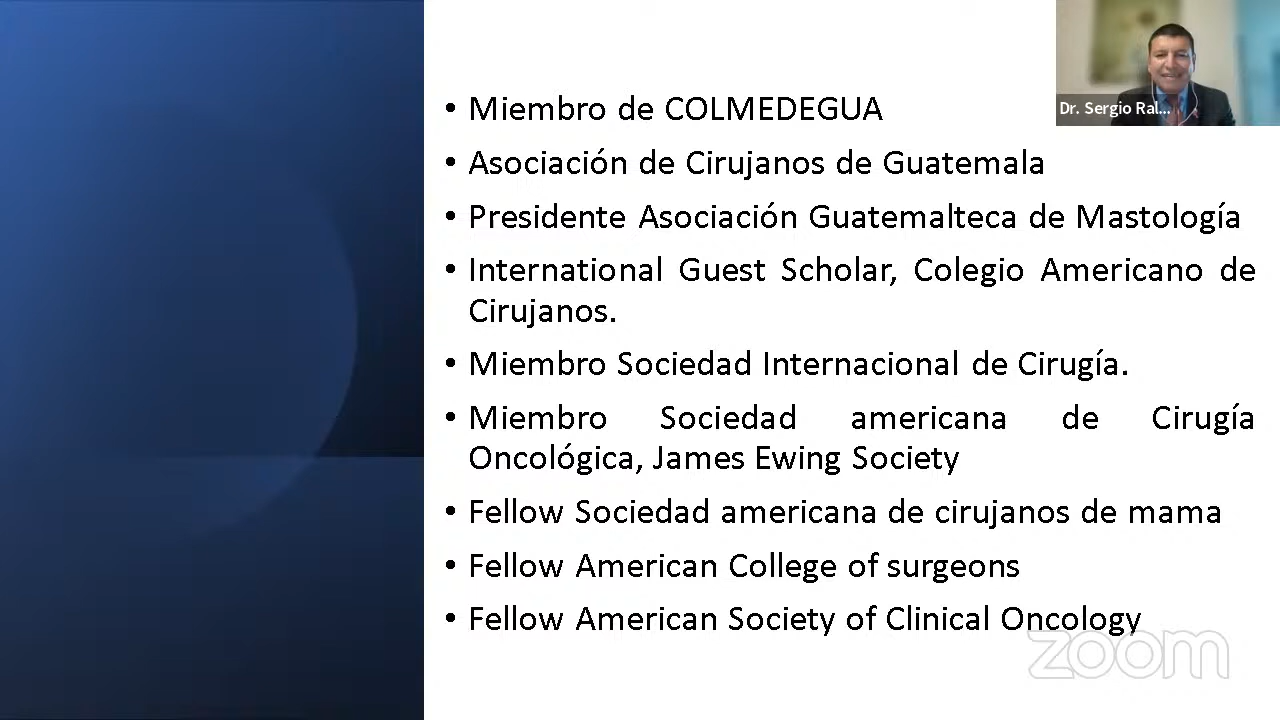 Dr. Sergio Ral...
• Miembro de COLMEDEGUA
• Asociación de Cirujanos de Guatemala
• Presidente Asociación Guatemalteca de Mastología
• International Guest Scholar, Colegio Americano de
Cirujanos.
• Miembro Sociedad Internacional de Cirugía.
• Miembro Sociedad americana de Cirugía
Oncológica, James Ewing Society
• Fellow Sociedad americana de cirujanos de mama
• Fellow American College of surgeons
• Fellow American Society of Clinical Oncology
zoom